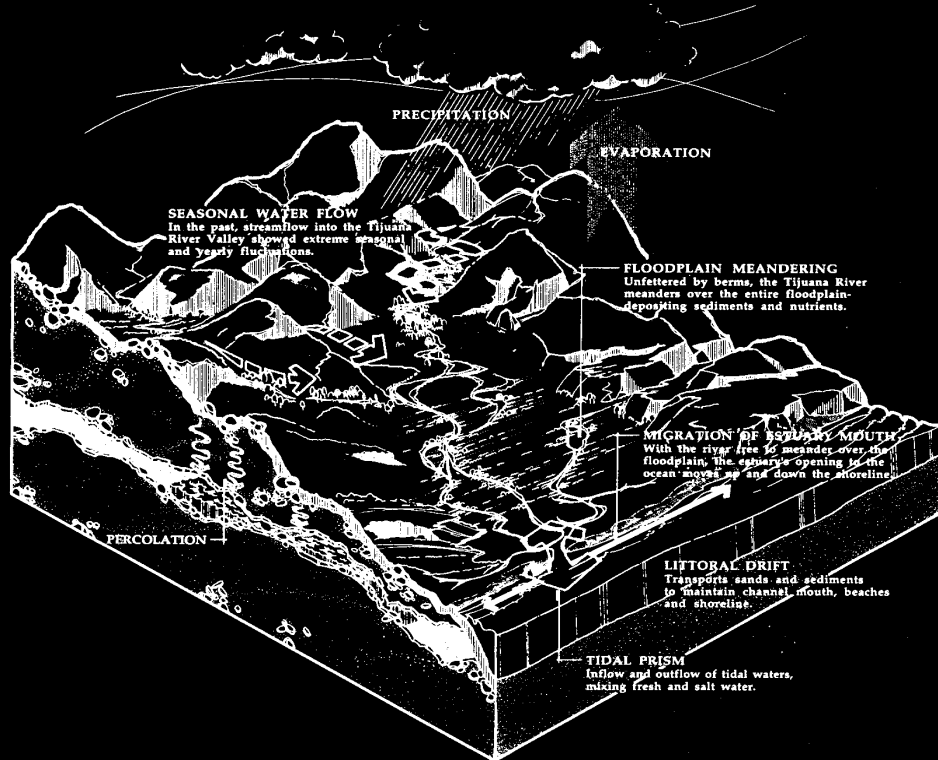 PRECIPITATION
EVAPORATION
SEASONAL WATER FLOW
In the past, streamflow into the Tijuana
River Valley showed extreme seasonal
and yearly fluctuations.
FLOODPLAIN MEANDERING
Unfettered by berms, the Tijuana River
meanders over the entire floodplain-
depositing sediments and nutrients.
MIGRATION OF ESTUARY MOUTH
With the river free to meander over the
floodplain, the estuary's opening to the
ocean moves up and down the shoreline.
PERCOLATION
LITTORAL DRIFT
Transports sands and sediments
to maintain channel mouth, beaches
and shoreline.
TIDAL PRISM
Inflow and outflow of tidal waters,
mixing fresh and salt water.